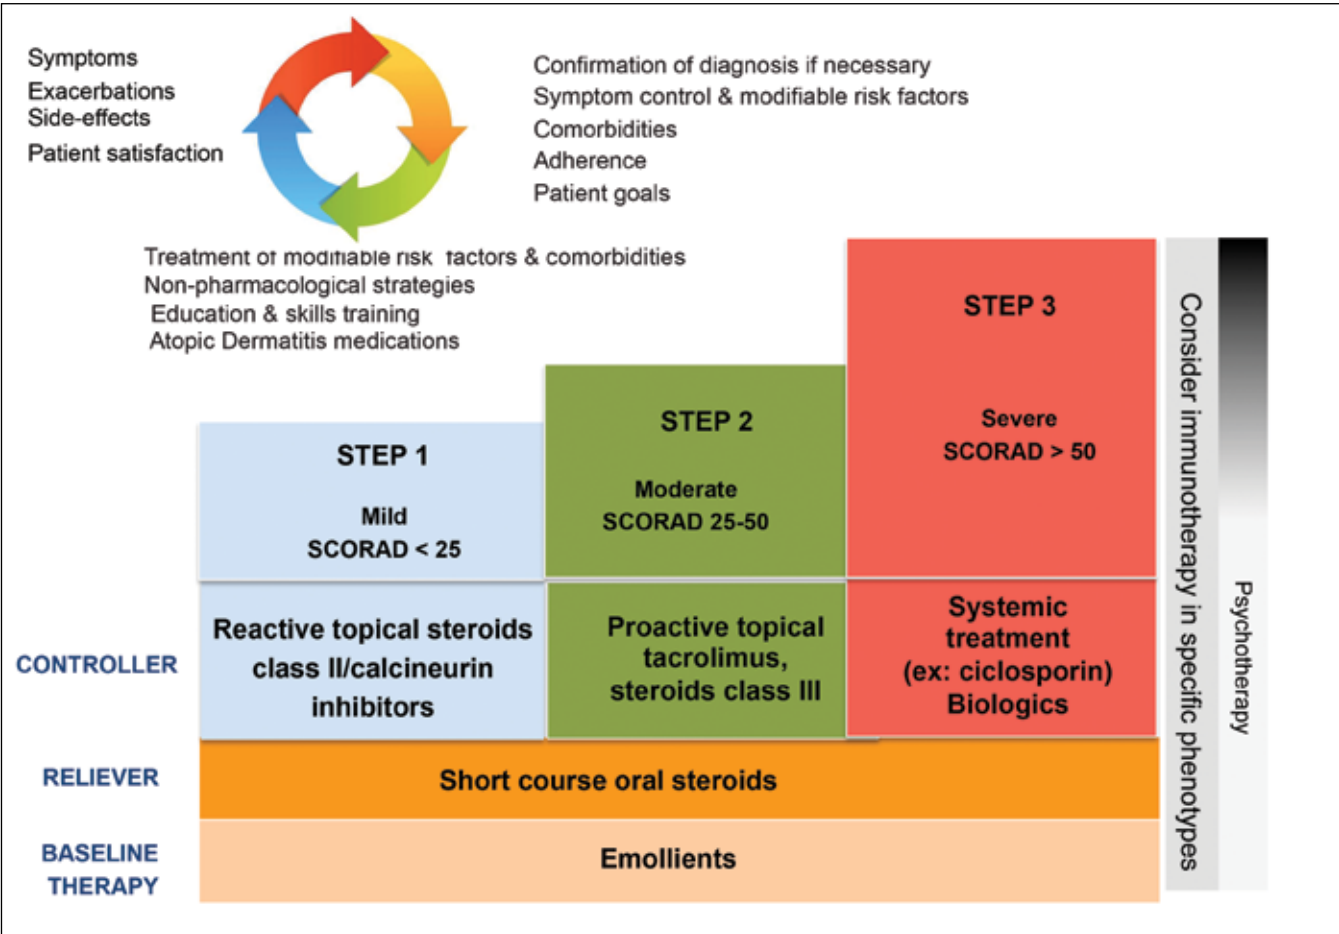 Symptoms
Exacerbations
Side-effects
Patient satisfaction
Confirmation of diagnosis if necessary
Symptom control & modifiable risk factors
Comorbidities
Adherence
Patient goals
Treatment of modifiable risk factors & comorbidities
Non-pharmacological strategies
Education & skills training
Atopic Dermatitis medications
STEP 1
Mild
SCORAD < 25
STEP 2
Moderate
SCORAD 25-50
STEP 3
Severe
SCORAD > 50
CONTROLLER
Reactive topical steroids
class II/calcineurin
inhibitors
Proactive topical
tacrolimus,
steroids class III
Systemic
treatment
(ex: ciclosporin)
Biologics
RELIEVER
Short course oral steroids
BASELINE
THERAPY
Emollients
Consider immunotherapy in specific phenotypes
Psychotherapy